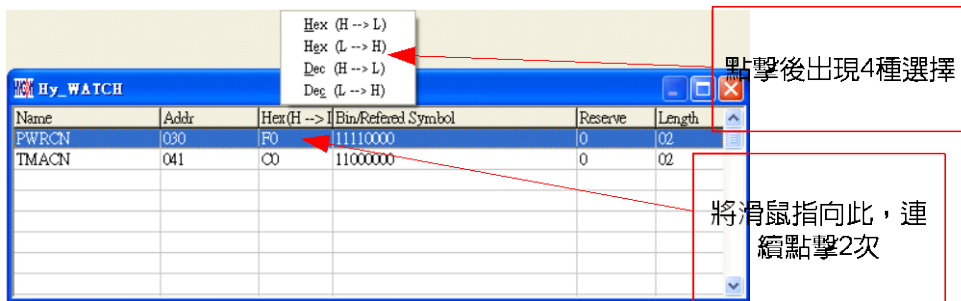 Hex (H --> L)
Hex (L --> H)
Dec (H --> L)
Dec (L --> H)
點擊後出現4種選擇
Hy_WATCH
Name Addr Hex(H --> L Bin/Refered Symbol Reserve Length
PWRCN 030 F0 11110000 0 02
TMACN 041 C0 11000000 0 02
將滑鼠指向此，連
續點擊2次